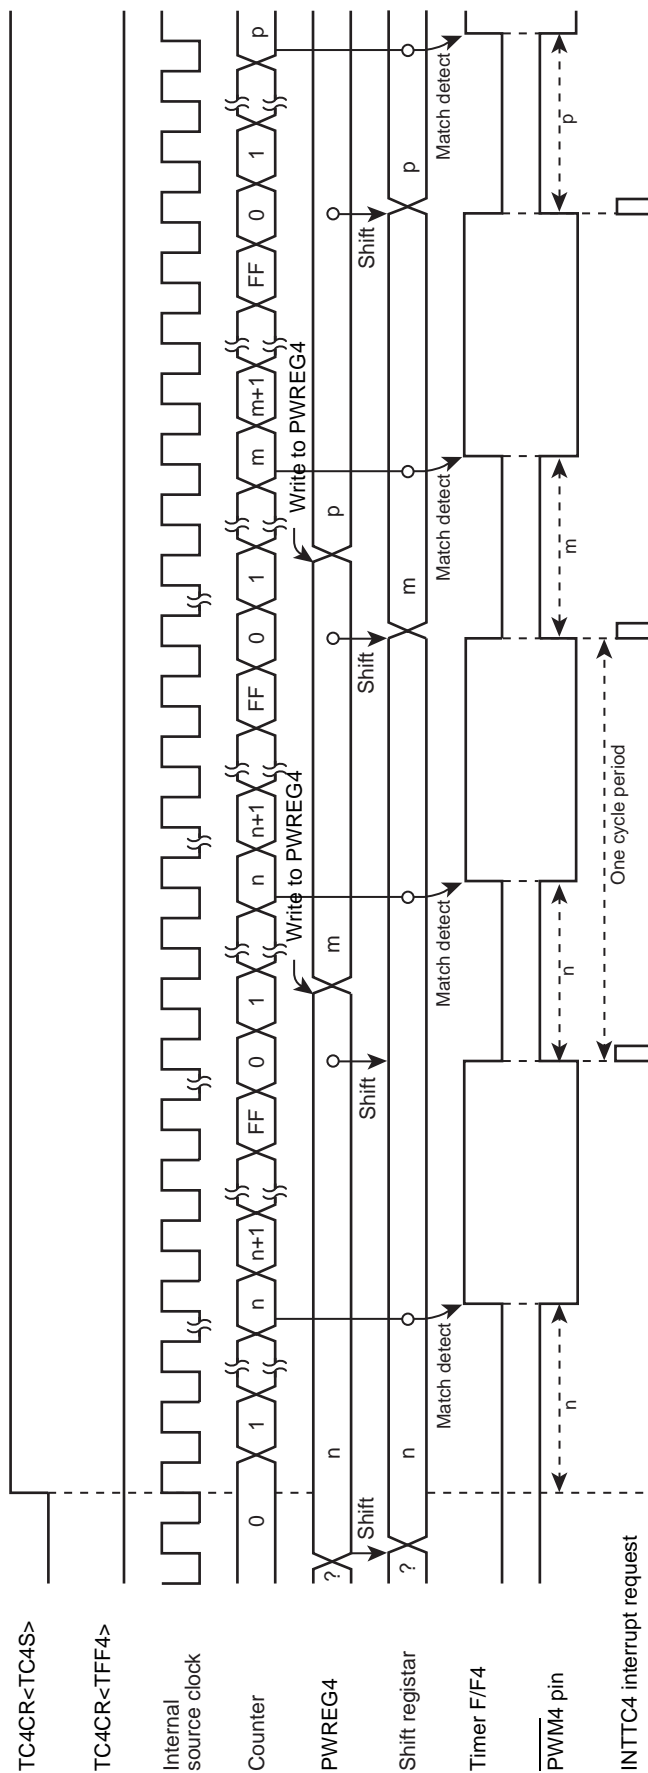 TC4CR<TC4S>
TC4CR<TFF4>
Internal
source clock
Counter
0 1 n n+1 FF 0 1 n n+1 FF 0 1 m m+1 FF 0 1 p
Write to PWREG4
Write to PWREG4
PWREG4
? n m p
Shift Shift Shift Shift
Shift registar
? n m p
Match detect Match detect Match detect Match detect
Timer F/F4
PWM4 pin
n n m p
One cycle period
INTTC4 interrupt request